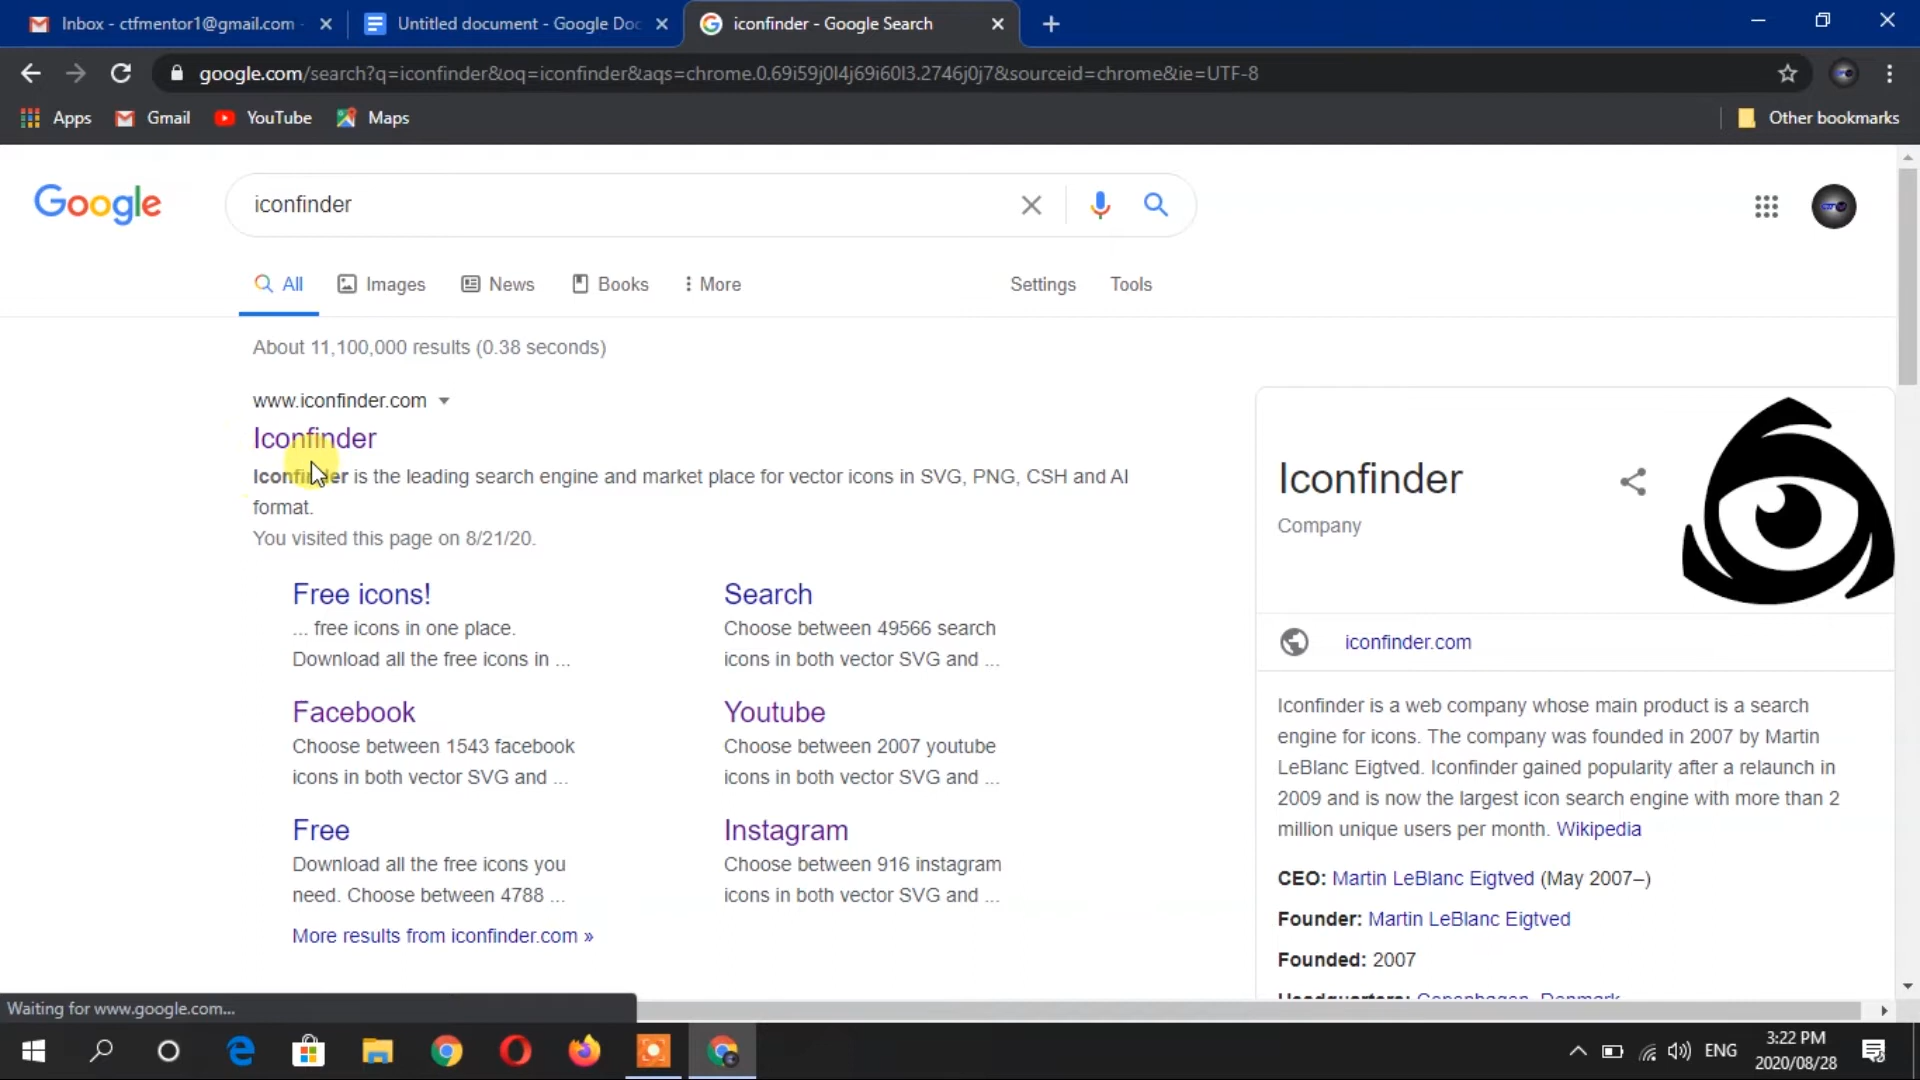 Inbox - ctfmentor1@gmail.com -
Untitled document - Google Doc
iconfinder - Google Search
google.com/search?q=iconfinder&oq=iconfinder&aqs=chrome.0.69i59j0l4j69i60l3.2746j0j7&sourceid=chrome&ie=UTF-8
Apps
Gmail
YouTube
Maps
Other bookmarks
Google
iconfinder
All
Images
News
Books
More
Settings
Tools
About 11,100,000 results (0.38 seconds)
www.iconfinder.com
Iconfinder
Iconfinder is the leading search engine and market place for vector icons in SVG, PNG, CSH and AI
format.
You visited this page on 8/21/20.
Free icons!
... free icons in one place.
Download all the free icons in ...
Search
Choose between 49566 search
icons in both vector SVG and ...
Facebook
Choose between 1543 facebook
icons in both vector SVG and ...
Youtube
Choose between 2007 youtube
icons in both vector SVG and ...
Free
Download all the free icons you
need. Choose between 4788 ...
Instagram
Choose between 916 instagram
icons in both vector SVG and ...
More results from iconfinder.com »
Iconfinder
Company
iconfinder.com
Iconfinder is a web company whose main product is a search
engine for icons. The company was founded in 2007 by Martin
LeBlanc Eigtved. Iconfinder gained popularity after a relaunch in
2009 and is now the largest icon search engine with more than 2
million unique users per month. Wikipedia
CEO: Martin LeBlanc Eigtved (May 2007–)
Founder: Martin LeBlanc Eigtved
Founded: 2007
Headquarters: Copenhagen, Denmark
Waiting for www.google.com...
ENG
3:22 PM
2020/08/28